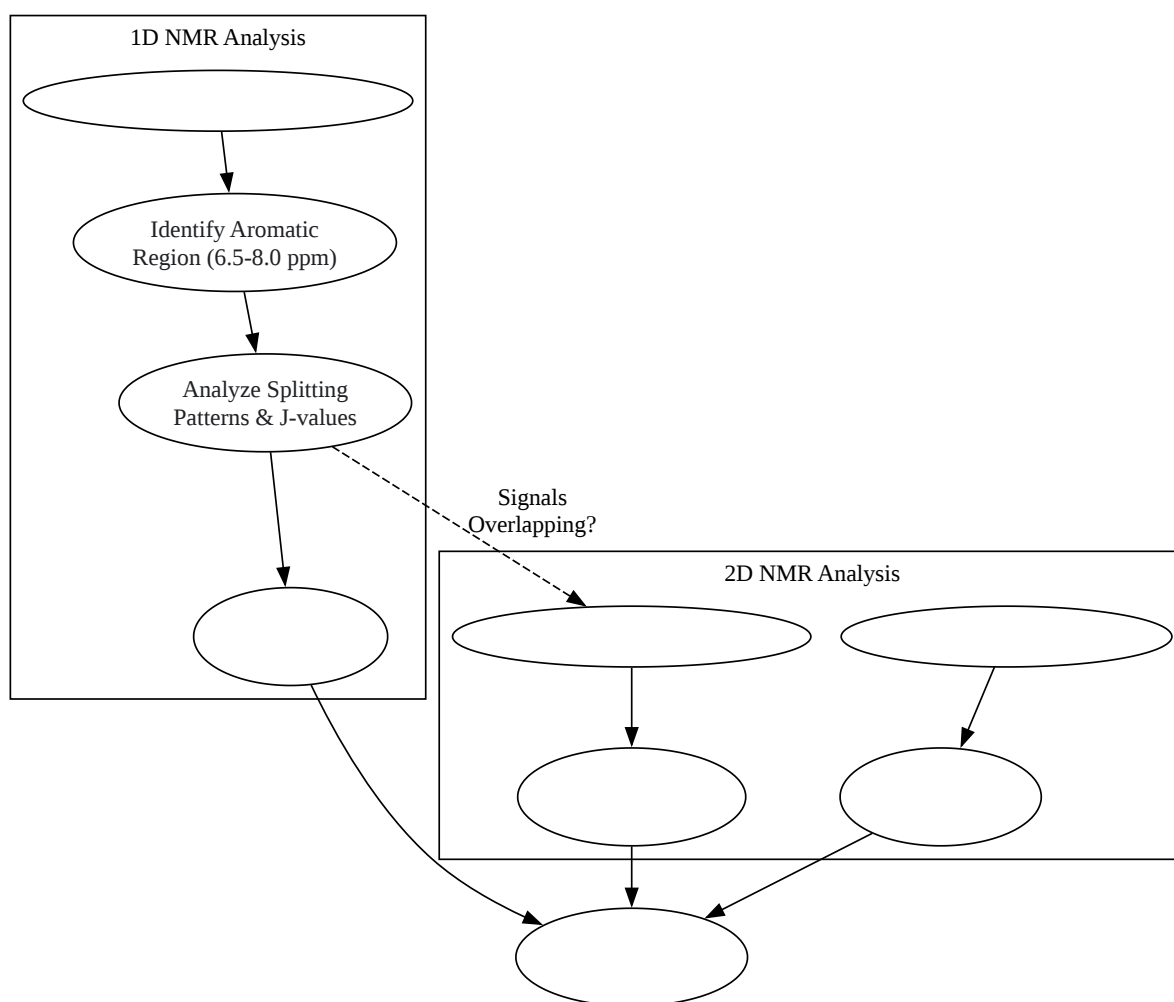 1D NMR Analysis
Identify Aromatic
Region (6.5-8.0 ppm)
Analyze Splitting
Patterns & J-values
Signals
Overlapping?
2D NMR Analysis